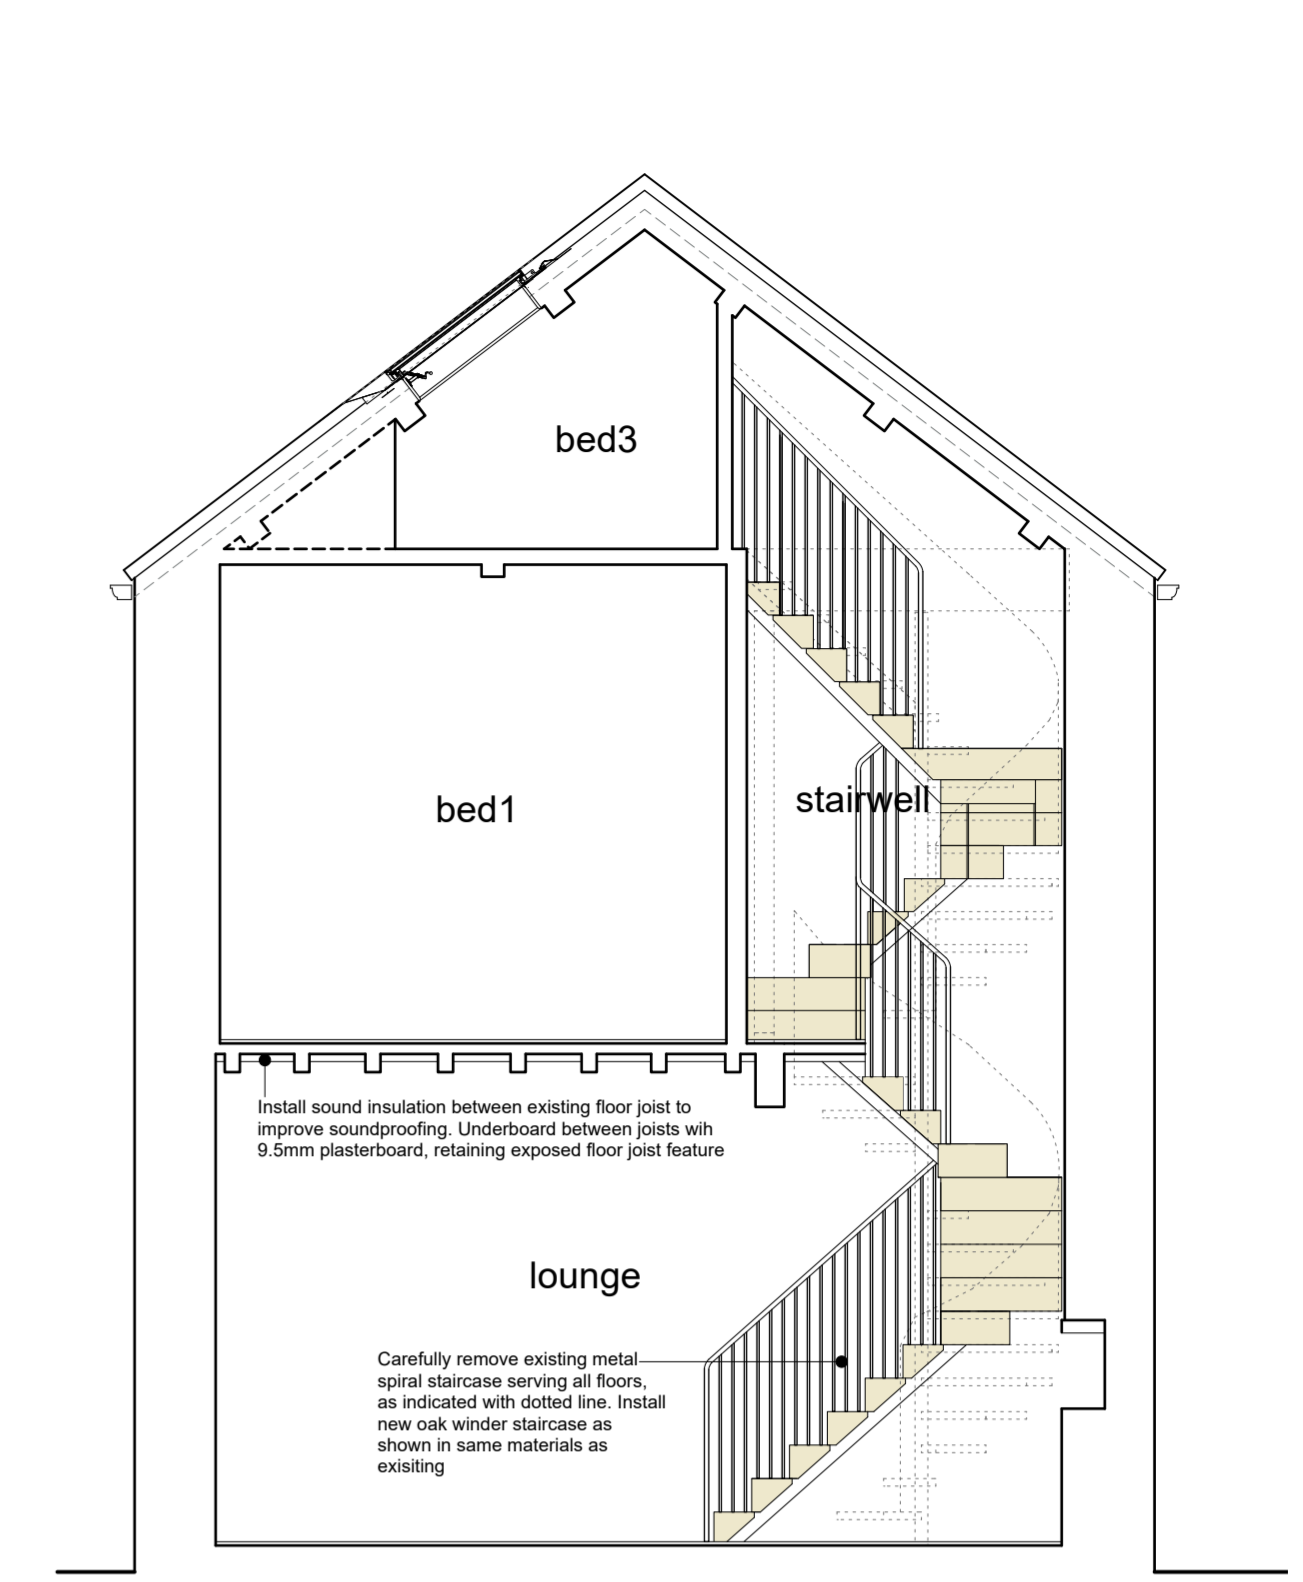 bed3
bed1
stairwell
Install sound insulation between existing floor joist to
improve soundproofing. Underboard between joists wih
9.5mm plasterboard, retaining exposed floor joist feature
lounge
Carefully remove existing metal
spiral staircase serving all floors,
as indicated with dotted line. Install
new oak winder staircase as
shown in same materials as
exisiting